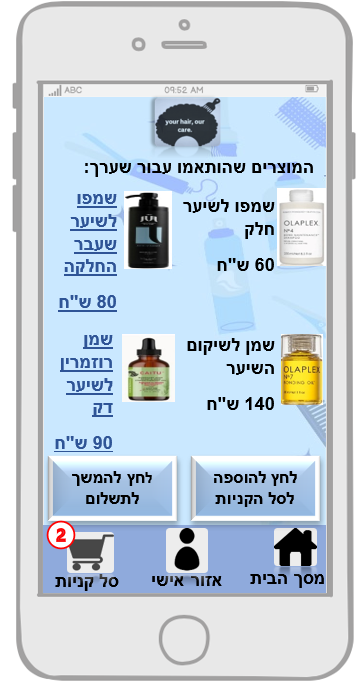 ABC
09:52 AM
your hair, our
care.
המוצרים שהותאמו עבור שערך:
שמפו לשיער
חלק
60 ש"ח
OLAPLEX
Nº4
שמפו
לשיער
שעבר
החלקה
80 ש"ח
שמן לשיקום
השיער
140 ש"ח
OLAPLEX
Nº7
BONDING OIL
שמן
רוזמרין
לשיער
דק
90 ש"ח
לחץ להוספה
לסל הקניות
לחץ להמשך
לתשלום
מסך הבית
אזור אישי
2
סל קניות